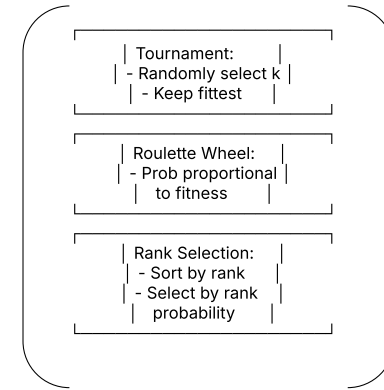 Tournament:
- Randomly select k
- Keep fittest
Roulette Wheel:
- Prob proportional
to fitness
Rank Selection:
- Sort by rank
- Select by rank
probability